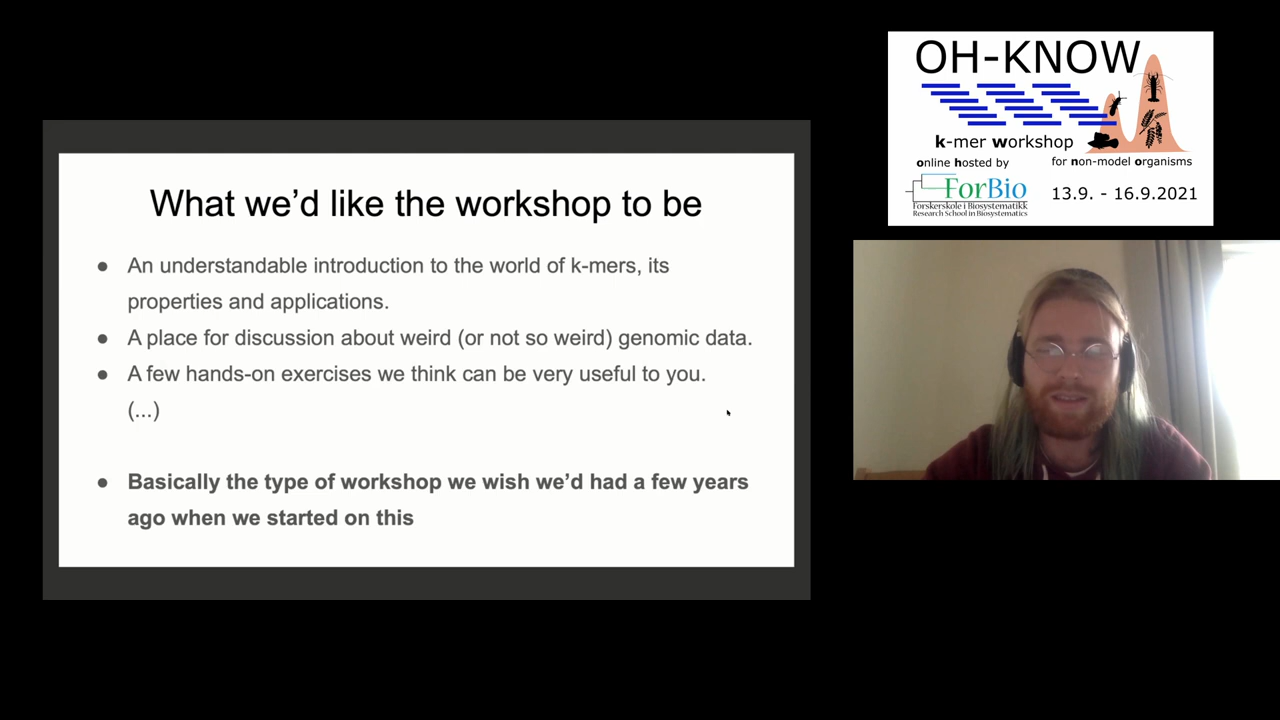 What we'd like the workshop to be
● An understandable introduction to the world of k-mers, its
properties and applications.
● A place for discussion about weird (or not so weird) genomic data.
● A few hands-on exercises we think can be very useful to you.
(...)
● Basically the type of workshop we wish we'd had a few years
ago when we started on this
OH-KNOW
k-mer workshop
online hosted by
for non-model organisms
ForBio
Forskerskole i Biosystematikk
Research School in Biosystematics
13.9. - 16.9.2021